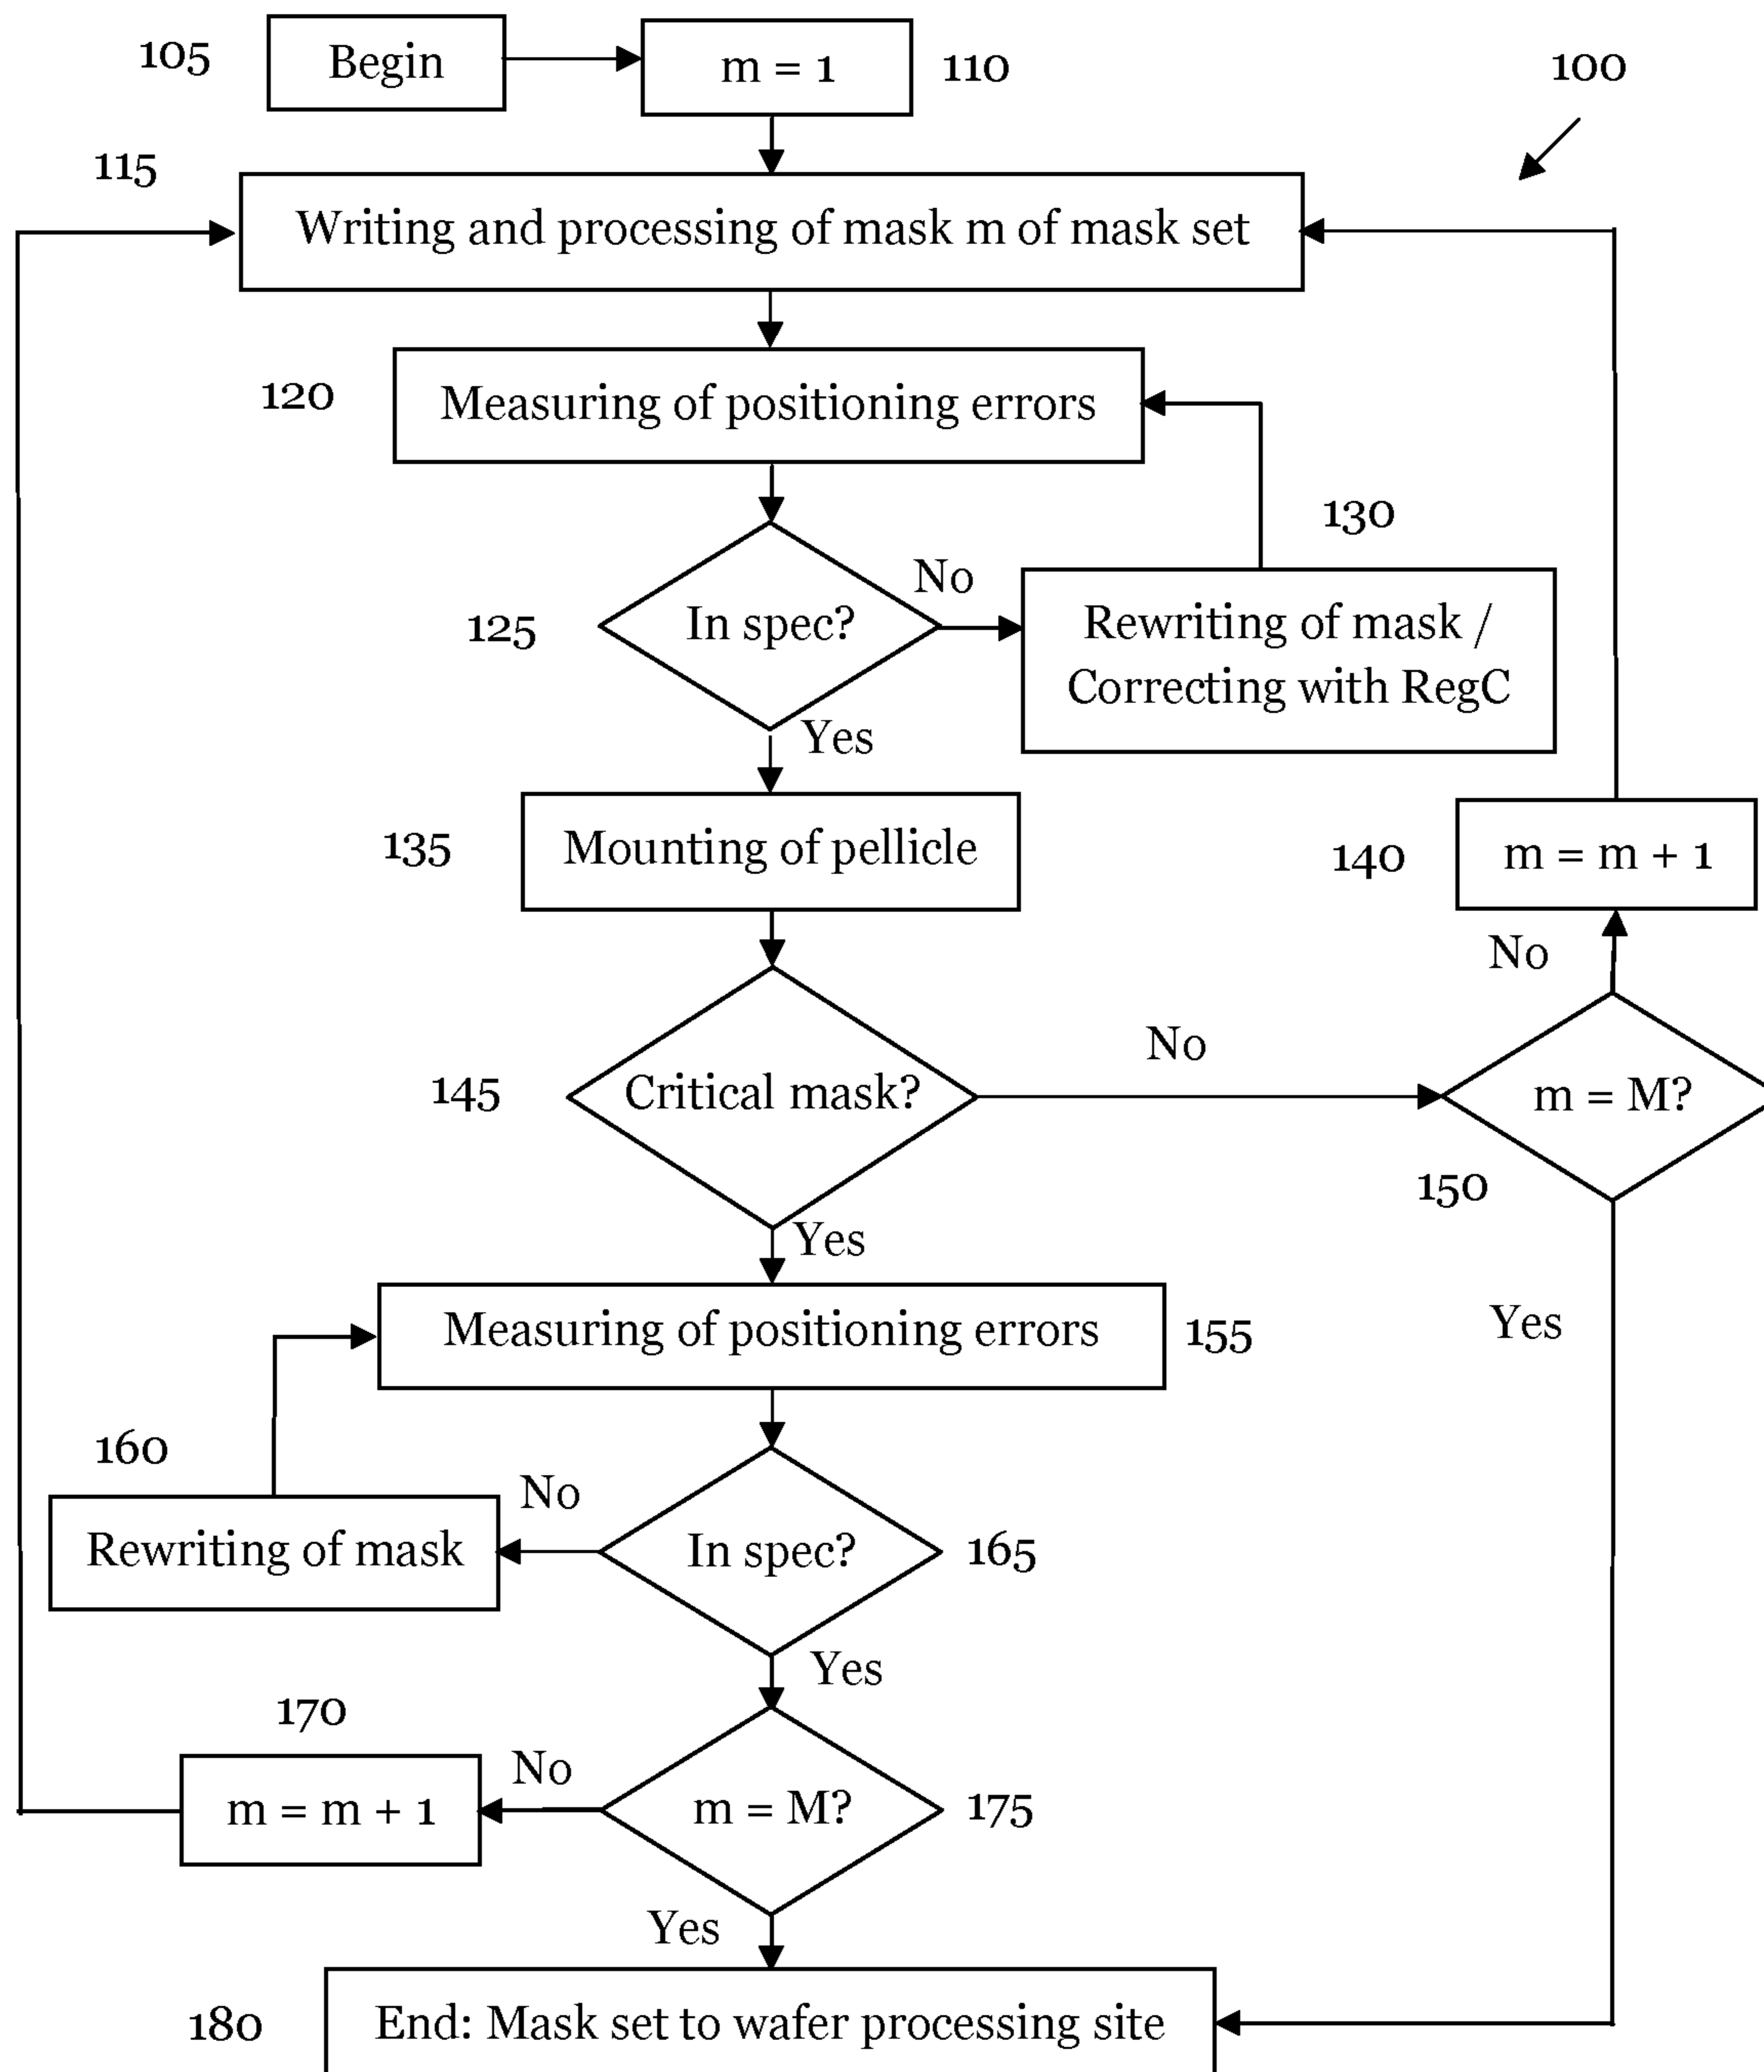 105
Begin
m = 1
110
100
115
Writing and processing of mask m of mask set
120
Measuring of positioning errors
130
125
In spec?
No
Rewriting of mask /
Correcting with RegC
Yes
135
Mounting of pellicle
140
m = m + 1
No
145
Critical mask?
No
m = M?
150
Yes
Measuring of positioning errors
155
Yes
160
No
Rewriting of mask
In spec?
165
Yes
170
No
m = m + 1
m = M?
175
Yes
180
End: Mask set to wafer processing site